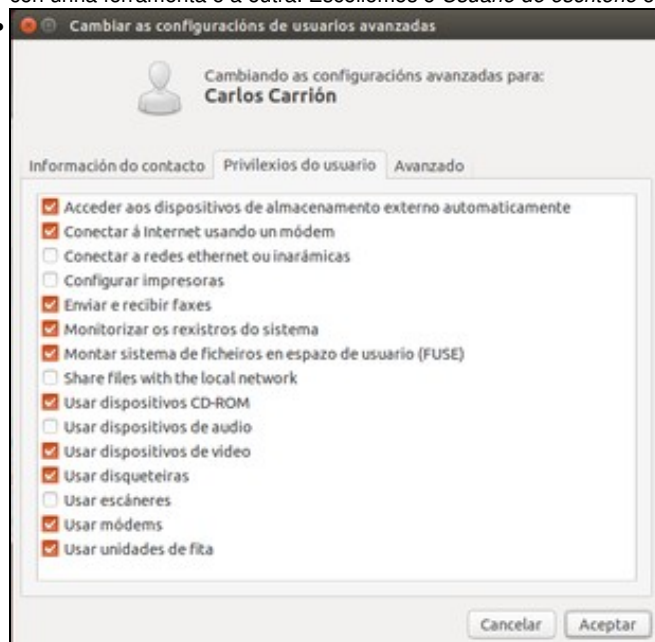 Cambiar as configuracións de usuarios avanzadas
Cambiando as configuracións avanzadas para:
Carlos Carrión
Información do contacto Privilexios do usuario Avanzado
Acceder aos dispositivos de almacenamento externo automaticamente
Conectar á Internet usando un módem
Conectar a redes ethernet ou inarámicas
Configurar impresoras
Enviar e recibir faxes
Monitorizar os rexistros do sistema
Montar sistema de ficheiros en espazo de usuario (FUSE)
Share files with the local network
Usar dispositivos CD-ROM
Usar dispositivos de audio
Usar dispositivos de vídeo
Usar disqueteiras
Usar escáneres
Usar módems
Usar unidades de fita
Cancelar Aceptar